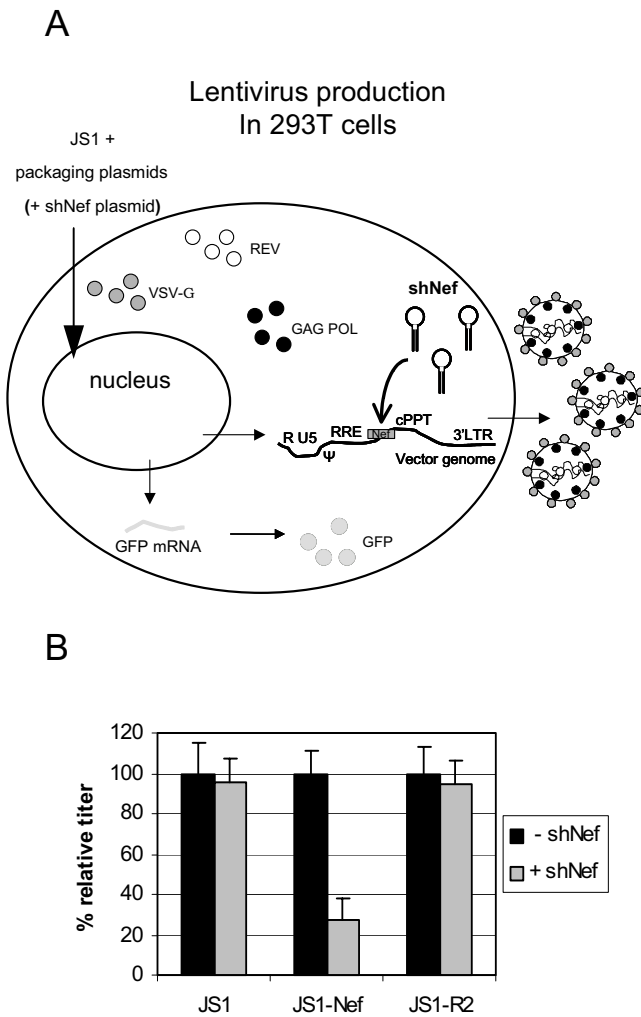 A
Lentivirus production
In 293T cells
JS1 +
packaging plasmids
(+ shNef plasmid)
REV
VSV-G
GAG POL
shNef
nucleus
R U5
RRE
Nef
cPPT
3'LTR
Ψ
Vector genome
GFP mRNA
GFP
B
% relative titer
120
100
80
60
40
20
0
JS1
JS1-Nef
JS1-R2
- shNef
+ shNef